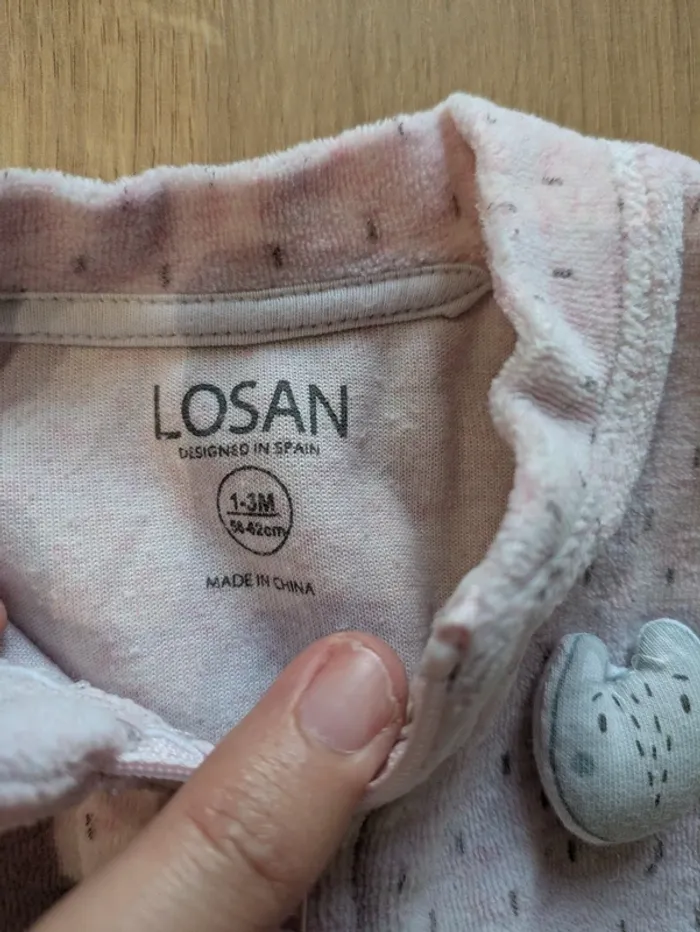 LOSAN
DESIGNED IN SPAIN
1-3M
56-62cm
MADE IN CHINA